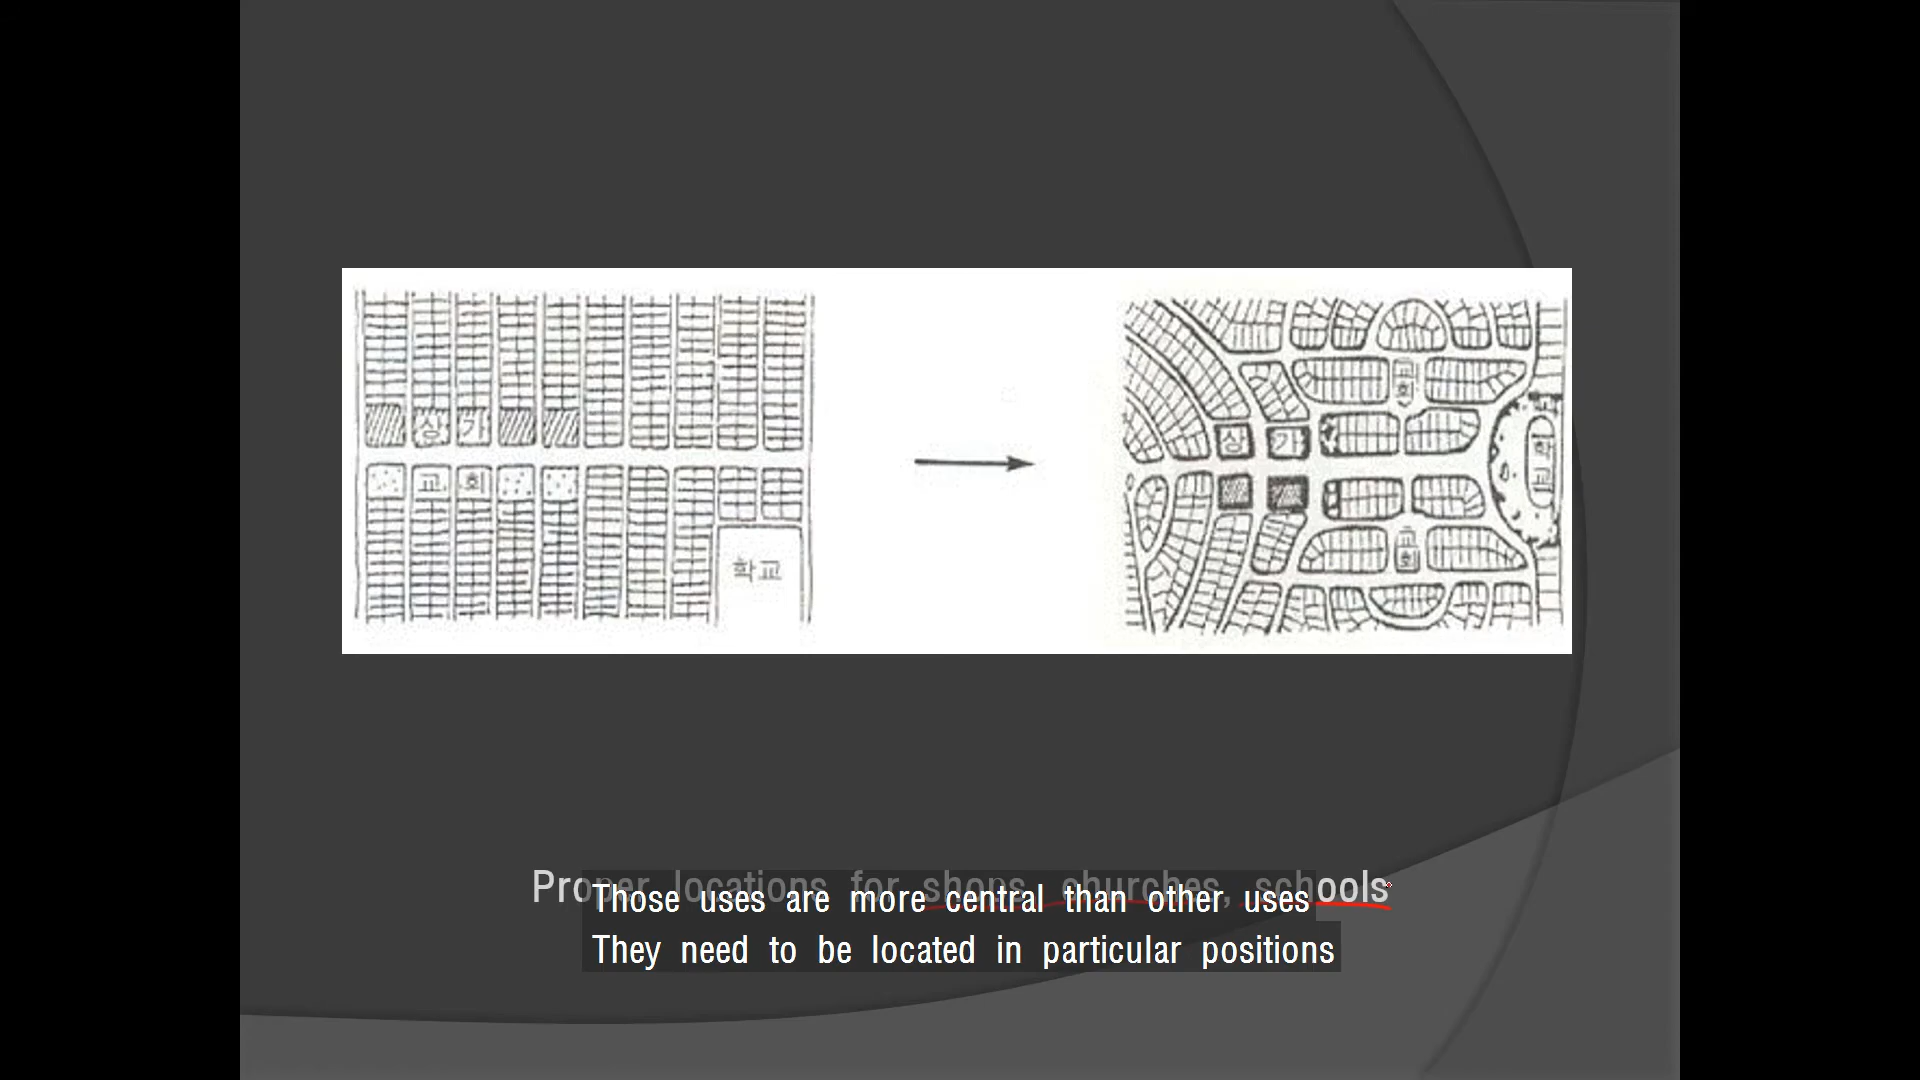 상 가
교 회
학교
교
회
상 가
학
교
교
회
Proper locations for shops, churches, schools
Those uses are more central than other uses
They need to be located in particular positions